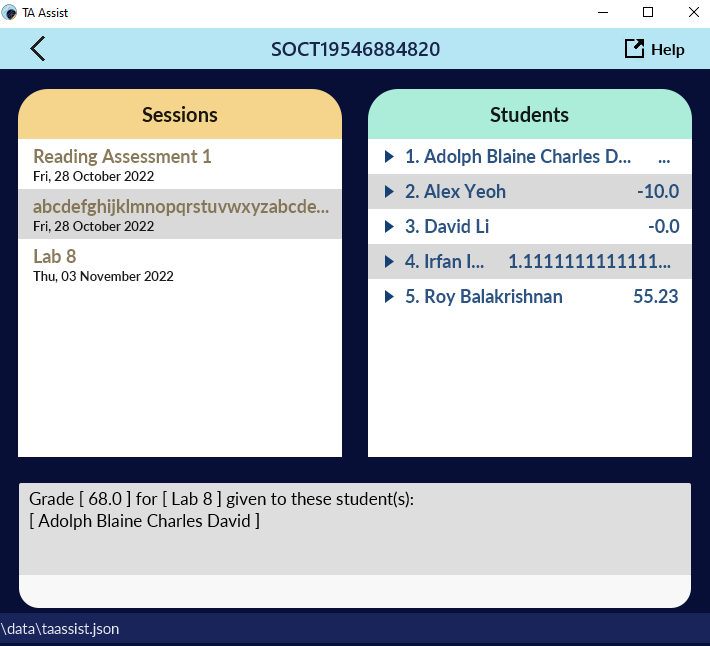 TA Assist
SOCT19546884820
Help
Sessions
Reading Assessment 1
Fri, 28 October 2022
abcdefghijklmnopqrstuvwxyzabcde...
Fri, 28 October 2022
Lab 8
Thu, 03 November 2022
Students
1. Adolph Blaine Charles D... ...
2. Alex Yeoh -10.0
3. David Li -0.0
4. Irfan I... 1.1111111111111...
5. Roy Balakrishnan 55.23
Grade [ 68.0 ] for [ Lab 8 ] given to these student(s):
[ Adolph Blaine Charles David ]
\data\taassist.json